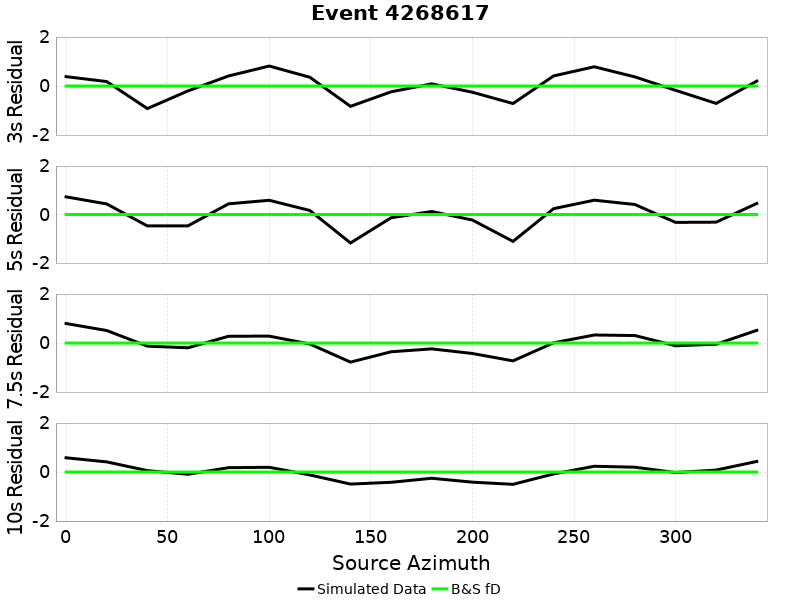 Event 4268617
3s Residual
2
0
-2
5s Residual
2
0
-2
7.5s Residual
2
0
-2
10s Residual
2
0
-2
0 50 100 150 200 250 300
Source Azimuth
Simulated Data B&S fD